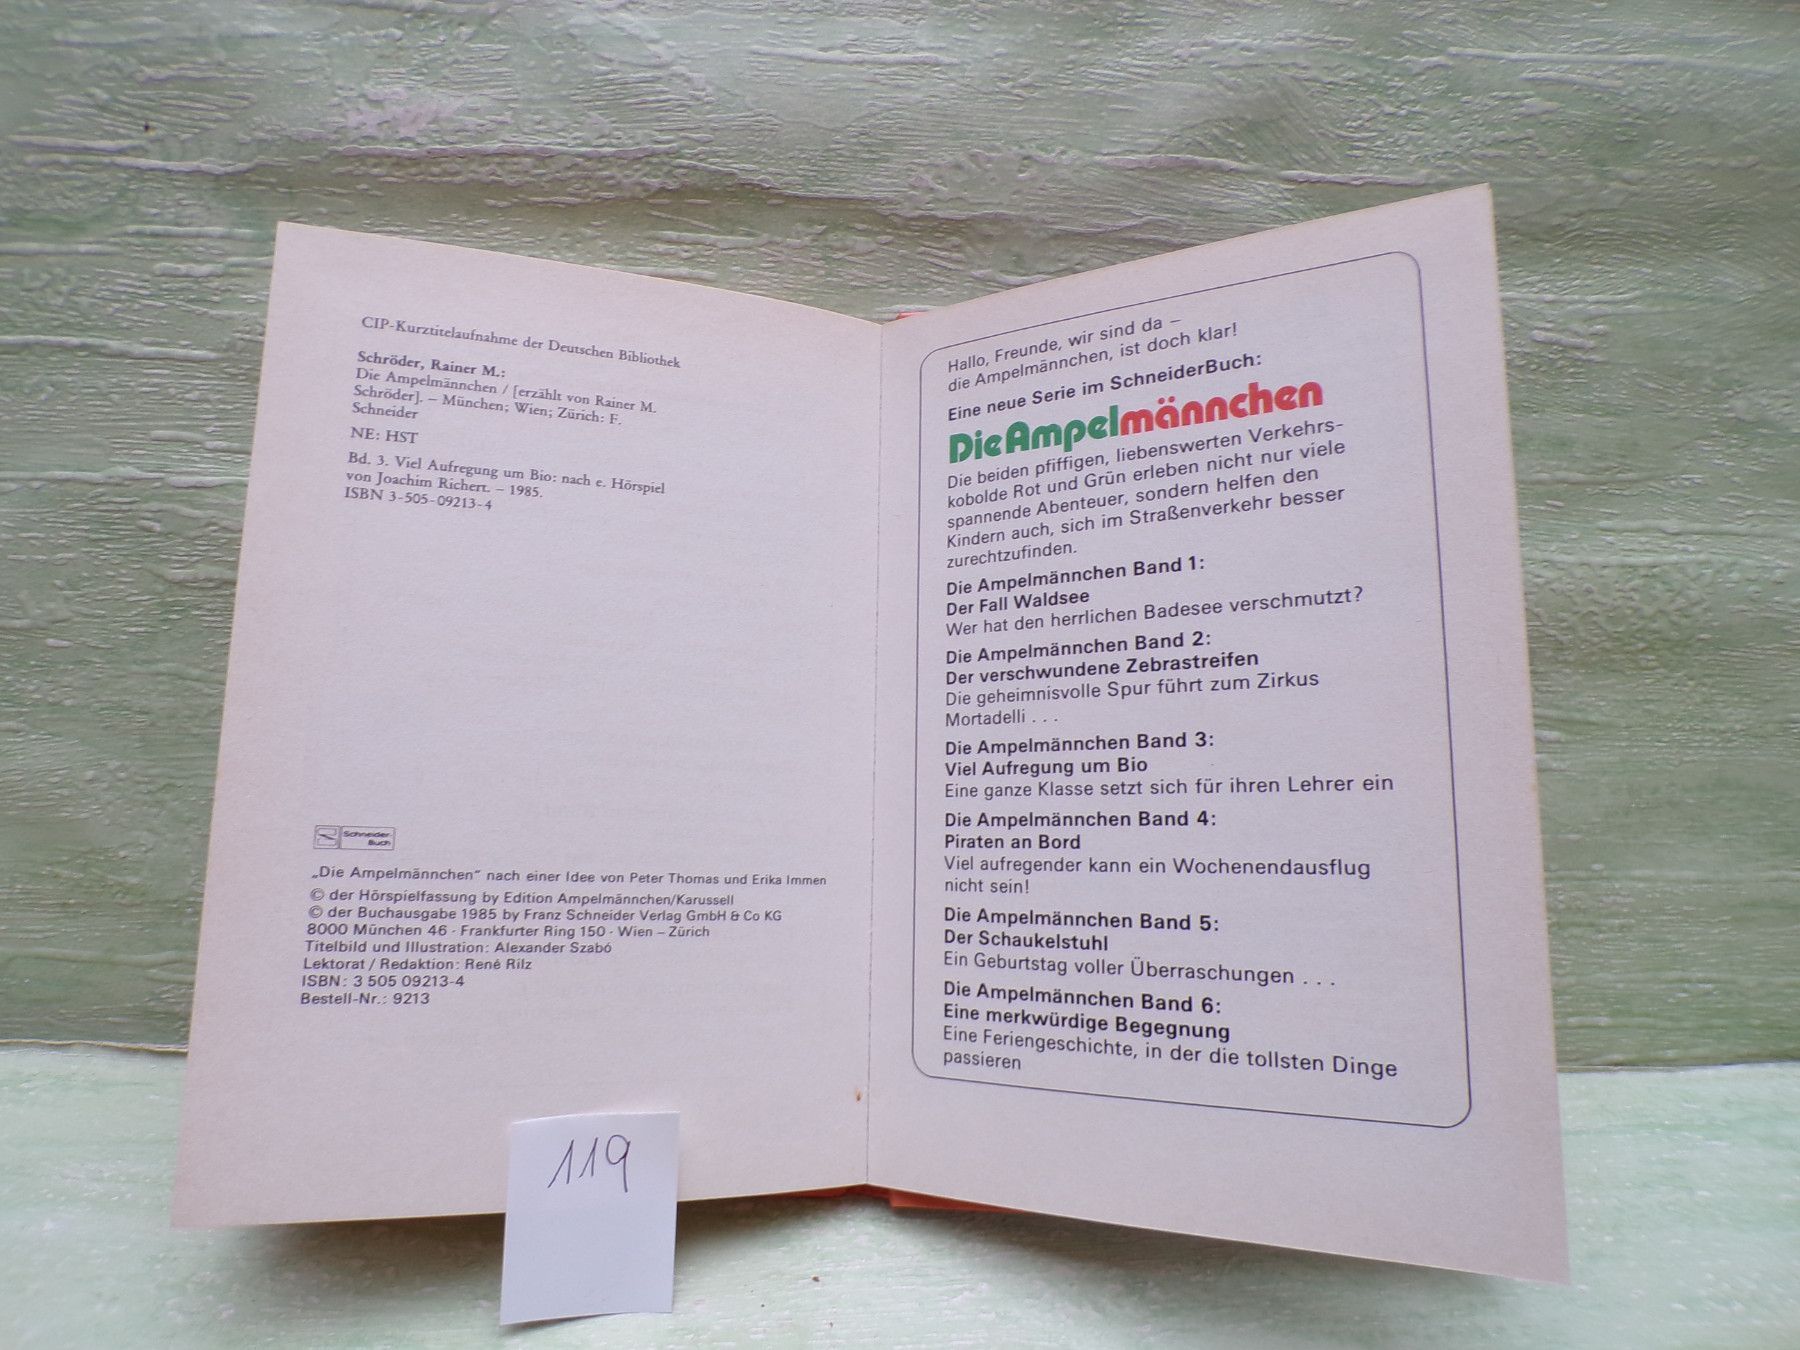 CIP-Kurztitelaufnahme der Deutschen Bibliothek
Schröder, Rainer M.:
Die Ampelmännchen / [erzählt von Rainer M.
Schröder]. – München; Wien; Zürich: F.
Schneider
NE: HST
Bd. 3. Viel Aufregung um Bio: nach e. Hörspiel
von Joachim Richert. – 1985.
ISBN 3-505-09213-4
Schneider-
Buch
„Die Ampelmännchen" nach einer Idee von Peter Thomas und Erika Immen
© der Hörspielfassung by Edition Ampelmännchen/Karussell
© der Buchausgabe 1985 by Franz Schneider Verlag GmbH & Co KG
8000 München 46 · Frankfurter Ring 150 · Wien – Zürich
Titelbild und Illustration: Alexander Szabó
Lektorat / Redaktion: René Rilz
ISBN: 3 505 09213-4
Bestell-Nr.: 9213
119
Hallo, Freunde, wir sind da –
die Ampelmännchen, ist doch klar!
Eine neue Serie im SchneiderBuch:
Die Ampelmännchen
Die beiden pfiffigen, liebenswerten Verkehrs-
kobolde Rot und Grün erleben nicht nur viele
spannende Abenteuer, sondern helfen den
Kindern auch, sich im Straßenverkehr besser
zurechtzufinden.
Die Ampelmännchen Band 1:
Der Fall Waldsee
Wer hat den herrlichen Badesee verschmutzt?
Die Ampelmännchen Band 2:
Der verschwundene Zebrastreifen
Die geheimnisvolle Spur führt zum Zirkus
Mortadelli . . .
Die Ampelmännchen Band 3:
Viel Aufregung um Bio
Eine ganze Klasse setzt sich für ihren Lehrer ein
Die Ampelmännchen Band 4:
Piraten an Bord
Viel aufregender kann ein Wochenendausflug
nicht sein!
Die Ampelmännchen Band 5:
Der Schaukelstuhl
Ein Geburtstag voller Überraschungen . . .
Die Ampelmännchen Band 6:
Eine merkwürdige Begegnung
Eine Feriengeschichte, in der die tollsten Dinge
passieren